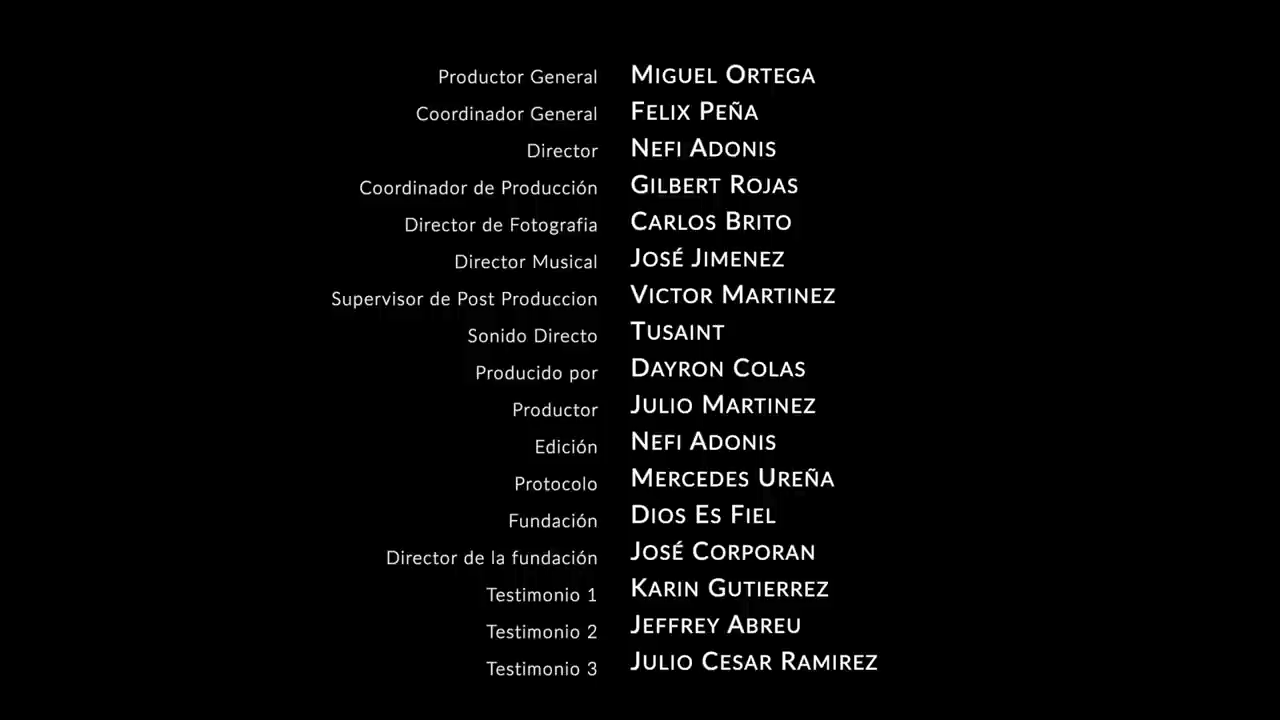 Productor General MIGUEL ORTEGA
Coordinador General FELIX PEÑA
Director NEFI ADONIS
Coordinador de Producción GILBERT ROJAS
Director de Fotografia CARLOS BRITO
Director Musical JOSÉ JIMENEZ
Supervisor de Post Produccion VICTOR MARTINEZ
Sonido Directo TUSAINT
Producido por DAYRON COLAS
Productor JULIO MARTINEZ
Edición NEFI ADONIS
Protocolo MERCEDES UREÑA
Fundación DIOS ES FIEL
Director de la fundación JOSÉ CORPORAN
Testimonio 1 KARIN GUTIERREZ
Testimonio 2 JEFFREY ABREU
Testimonio 3 JULIO CESAR RAMIREZ